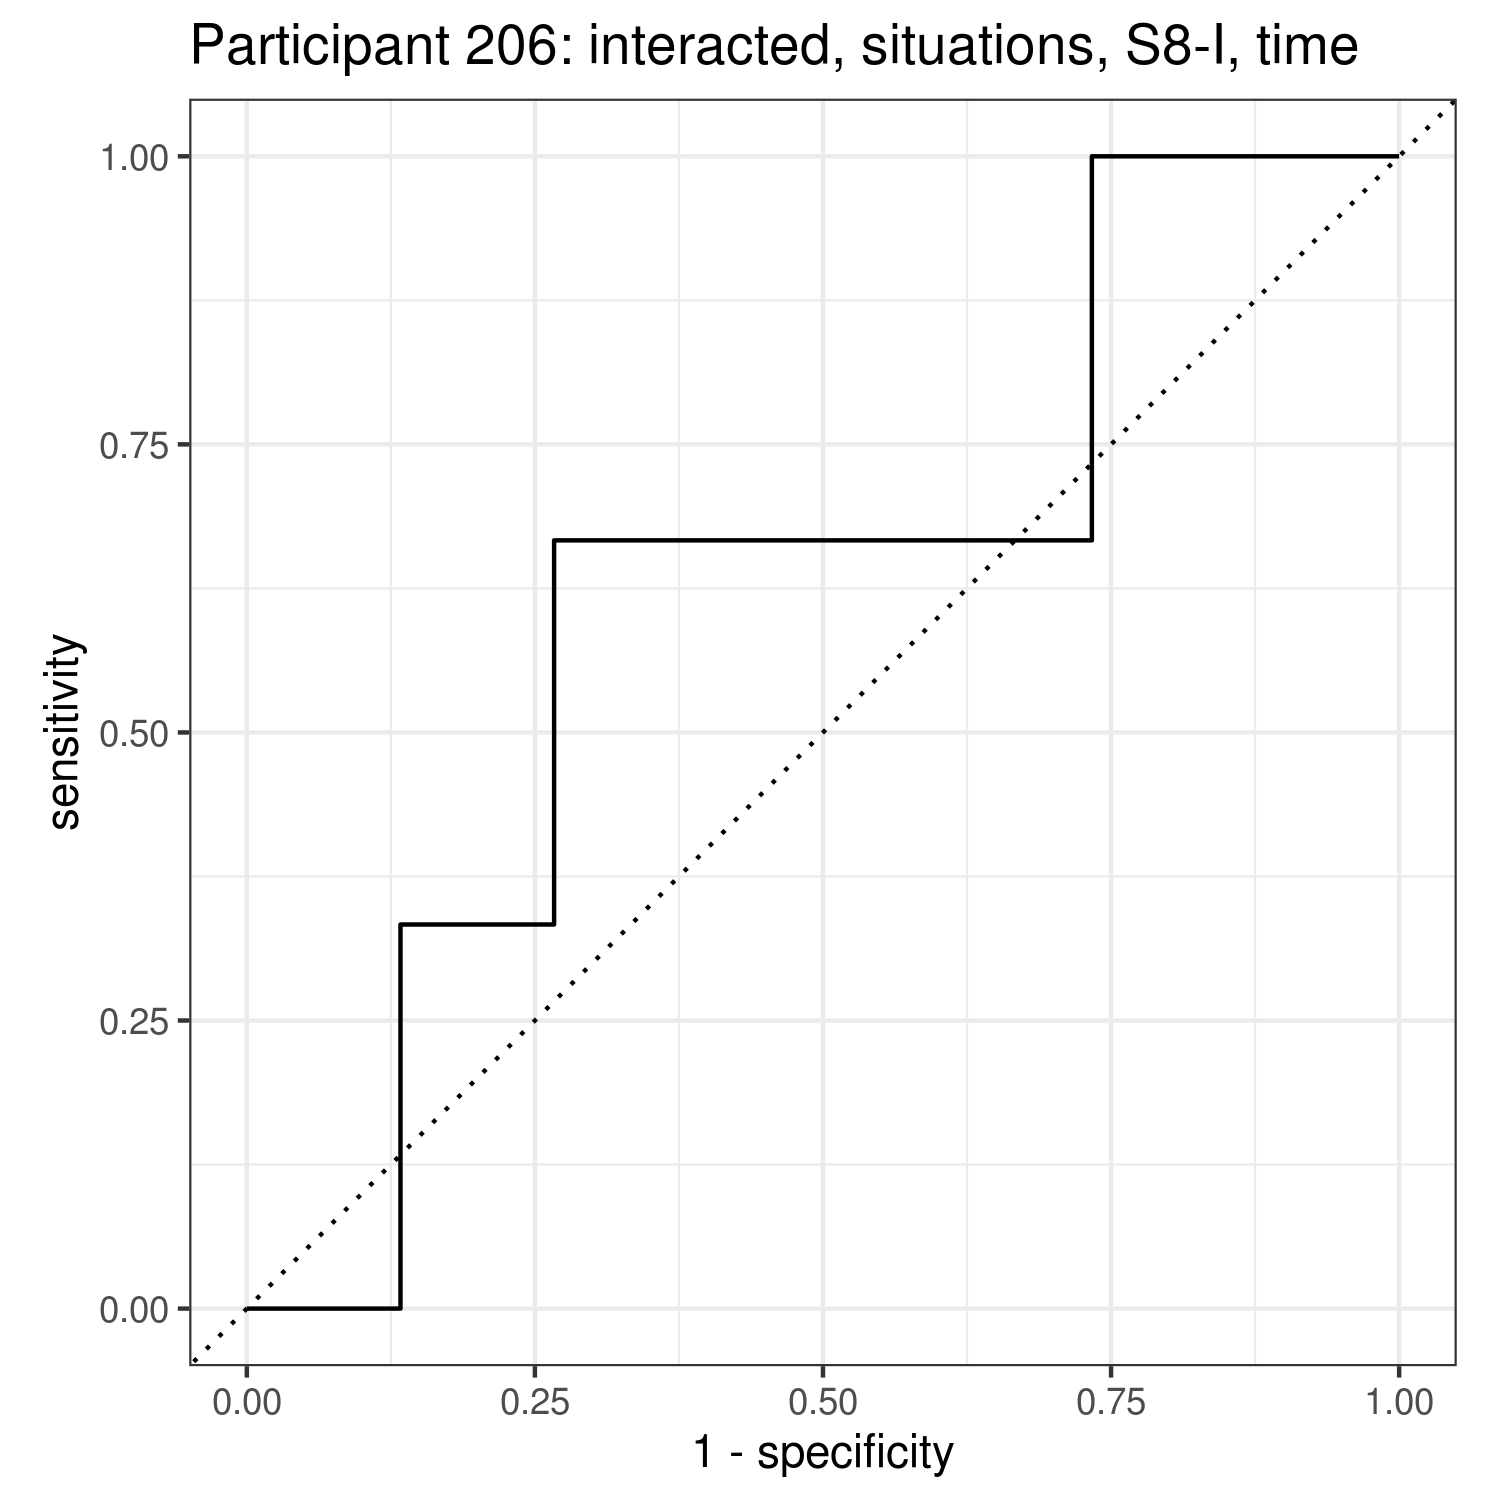 Participant 206: interacted, situations, S8-I, time
1.00
0.75
0.50
0.25
0.00
sensitivity
0.00 0.25 0.50 0.75 1.00
1 - specificity